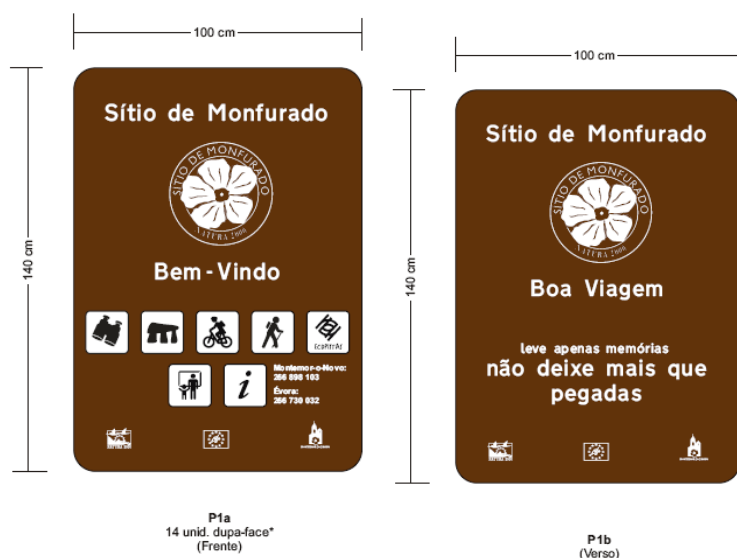 100 cm
140 cm
Sítio de Monfurado
SÍTIO DE MONFURADO
NATURA 2000
Bem-Vindo
ECOPISTAS
Montemor-o-Novo:
266 898 103
i
Évora:
266 730 032
P1a
14 unid. dupa-face*
(Frente)
100 cm
140 cm
Sítio de Monfurado
SÍTIO DE MONFURADO
NATURA 2000
Boa Viagem
leve apenas memórias
não deixe mais que
pegadas
P1b
(Verso)